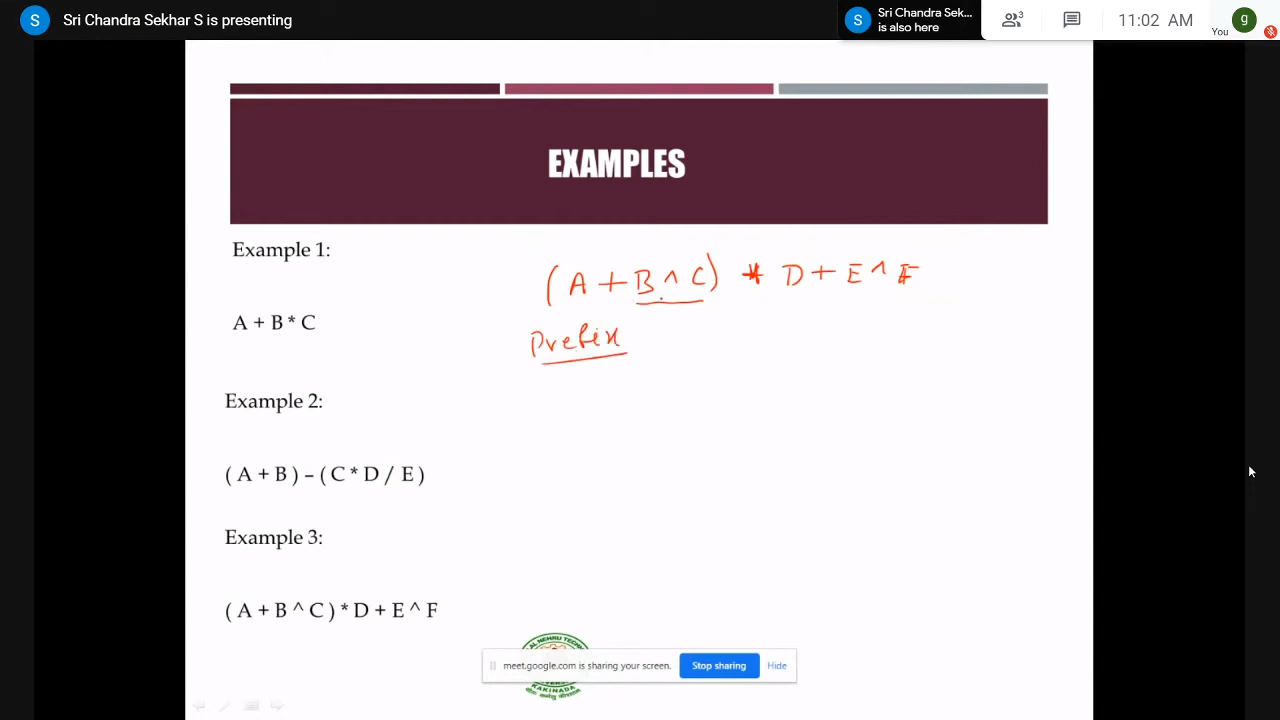 S Sri Chandra Sekhar S is presenting
S Sri Chandra Sek... is also here
3
11:02 AM
You
g
EXAMPLES
Example 1:
(A + B ^ C) * D + E ^ F
A + B * C
Prefix
Example 2:
( A + B ) – ( C * D / E )
Example 3:
( A + B ^ C ) * D + E ^ F
meet.google.com is sharing your screen. Stop sharing Hide
KAKINADA